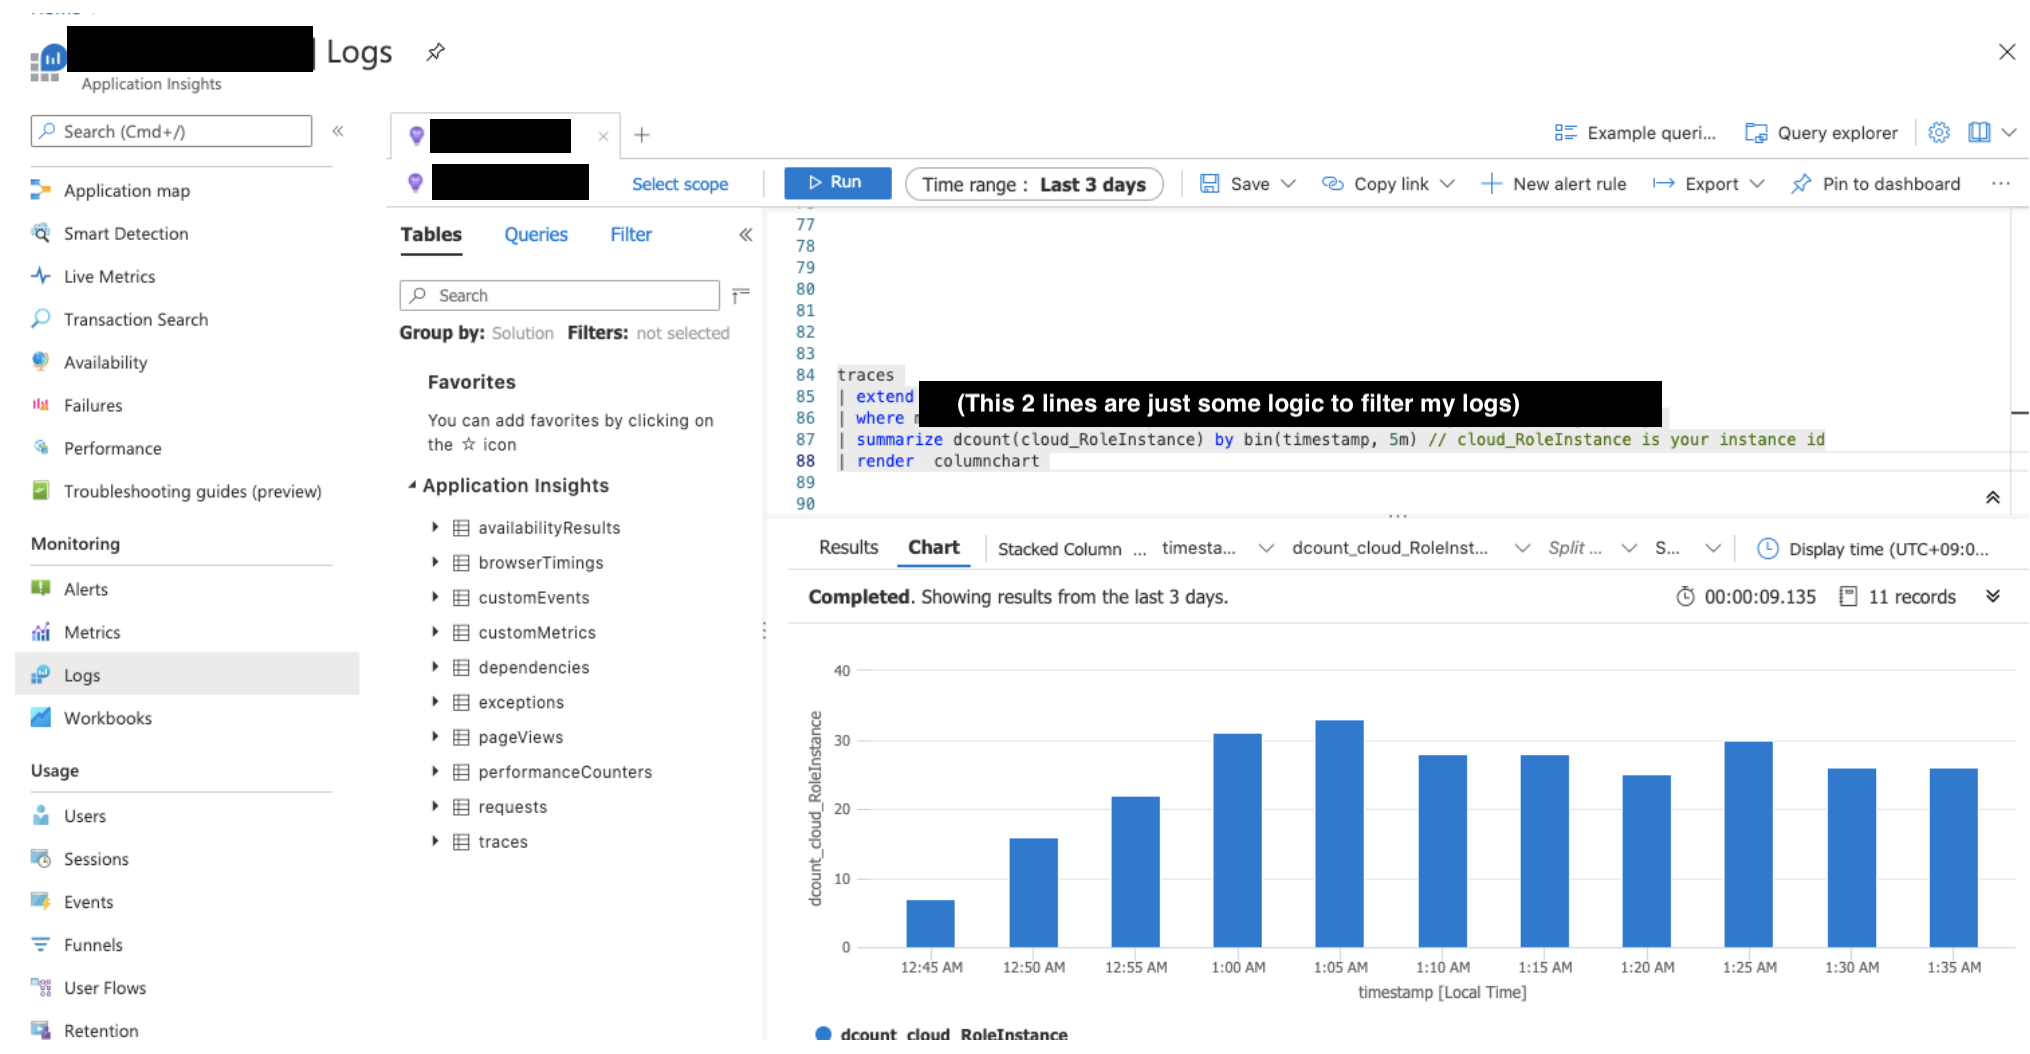 Logs
Application Insights
Search (Cmd+/)
Application map
Smart Detection
Live Metrics
Transaction Search
Availability
Failures
Performance
Troubleshooting guides (preview)
Monitoring
Alerts
Metrics
Logs
Workbooks
Usage
Users
Sessions
Events
Funnels
User Flows
Retention
Example queri...
Query explorer
Select scope
Run
Time range : Last 3 days
Save
Copy link
New alert rule
Export
Pin to dashboard
Tables Queries Filter
Search
Group by: Solution Filters: not selected
Favorites
You can add favorites by clicking on
the ☆ icon
Application Insights
availabilityResults
browserTimings
customEvents
customMetrics
dependencies
exceptions
pageViews
performanceCounters
requests
traces
77
78
79
80
81
82
83
84 traces
85 | extend
(This 2 lines are just some logic to filter my logs)
86 | where
87 | summarize dcount(cloud_RoleInstance) by bin(timestamp, 5m) // cloud_RoleInstance is your instance id
88 | render columnchart
89
90
Results Chart Stacked Column ... timesta... dcount_cloud_RoleInst... Split ... S... Display time (UTC+09:0...
Completed. Showing results from the last 3 days.
00:00:09.135 11 records
dcount_cloud_RoleInstance
40
30
20
10
0
12:45 AM 12:50 AM 12:55 AM 1:00 AM 1:05 AM 1:10 AM 1:15 AM 1:20 AM 1:25 AM 1:30 AM 1:35 AM
timestamp [Local Time]
dcount_cloud_RoleInstance